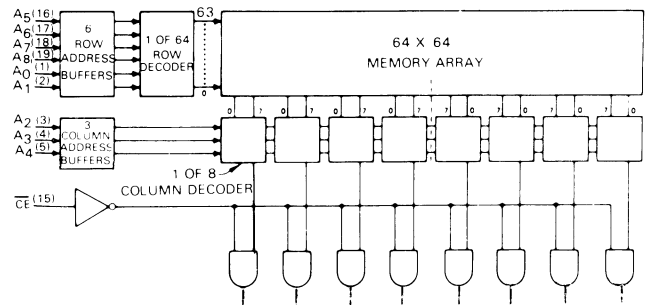 A5 (16)
A6 (17)
A7 (18)
A8 (19)
A0 (1)
A1 (2)
6
ROW
ADDRESS
BUFFERS
1 OF 64
ROW
DECODER
63
0
64 X 64
MEMORY ARRAY
0 7 0 7 0 7 0 7 7 0 7 0 7 0 7 0
A2 (3)
A3 (4)
A4 (5)
3
COLUMN
ADDRESS
BUFFERS
1 OF 8
COLUMN DECODER
CE (15)